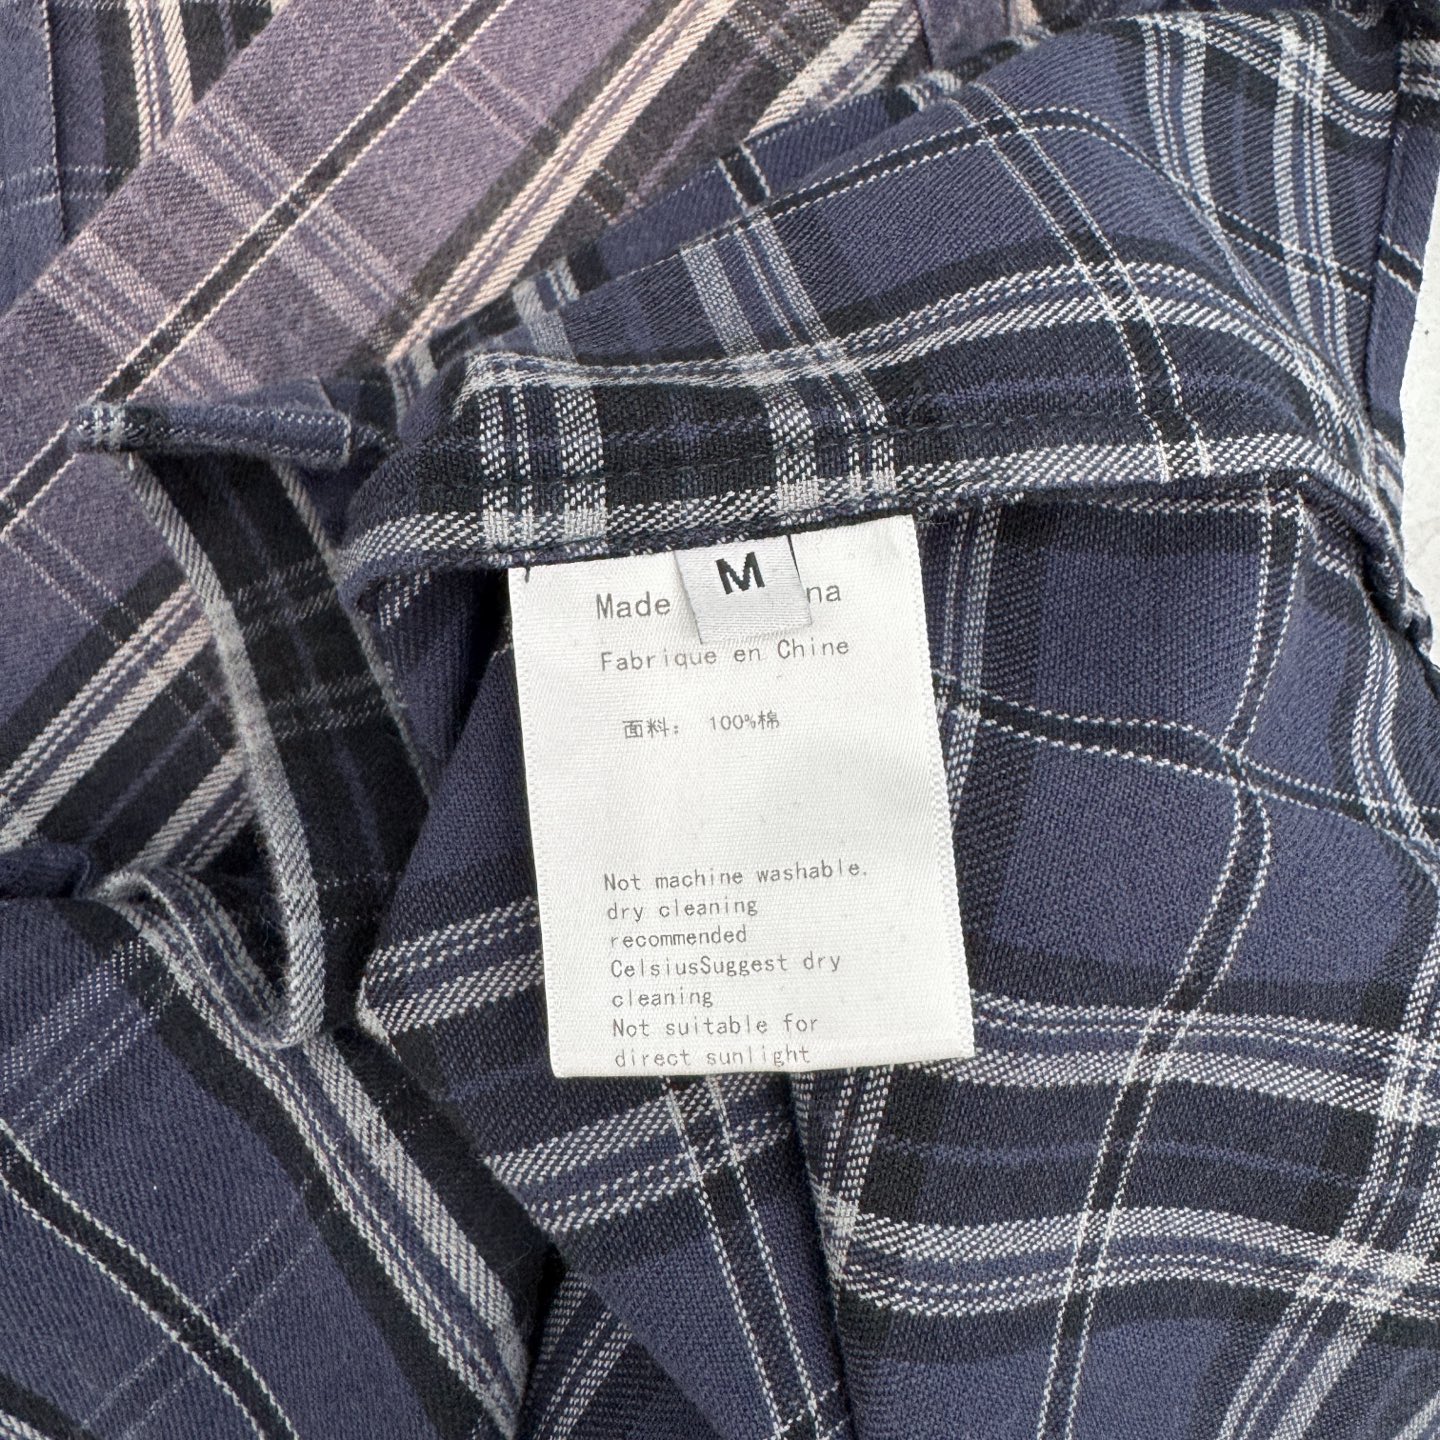 M
Made na
Fabrique en Chine
面料： 100%棉
Not machine washable.
dry cleaning
recommended
CelsiusSuggest dry
cleaning
Not suitable for
direct sunlight